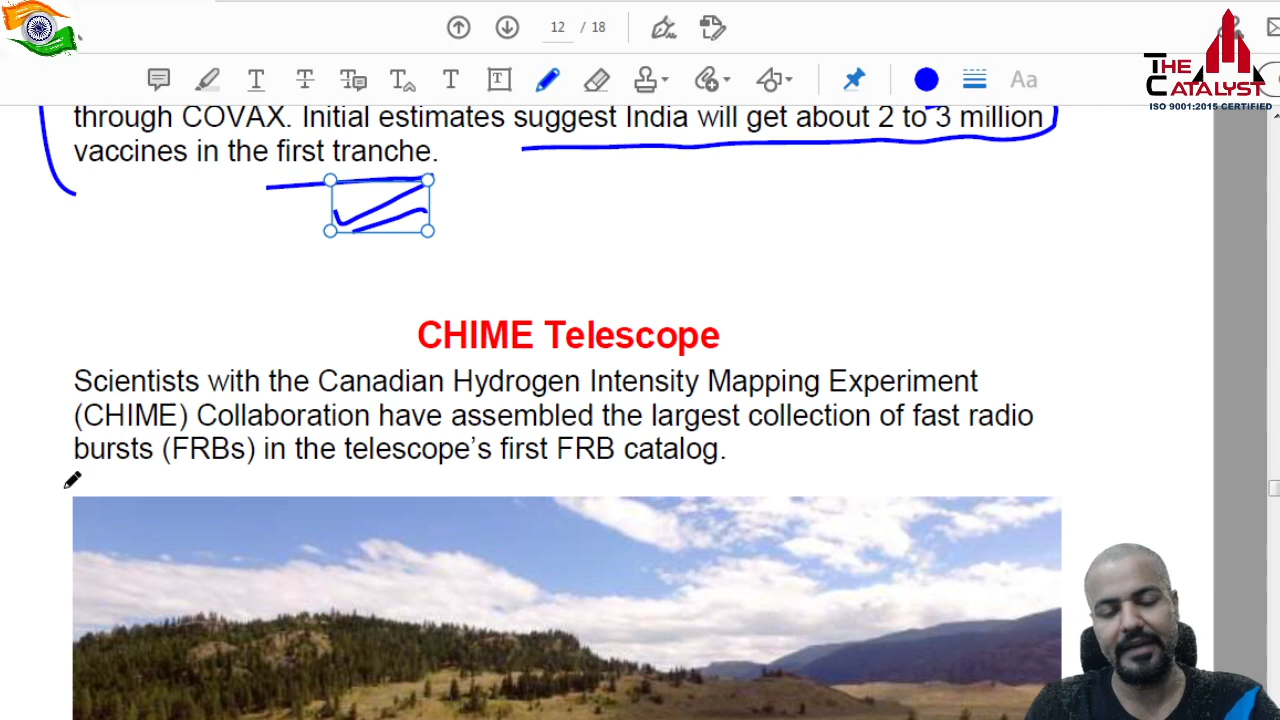 12 / 18
THE
CATALYST
ISO 9001:2015 CERTIFIED
T T T T T T Aa
through COVAX. Initial estimates suggest India will get about 2 to 3 million
vaccines in the first tranche.
CHIME Telescope
Scientists with the Canadian Hydrogen Intensity Mapping Experiment
(CHIME) Collaboration have assembled the largest collection of fast radio
bursts (FRBs) in the telescope's first FRB catalog.